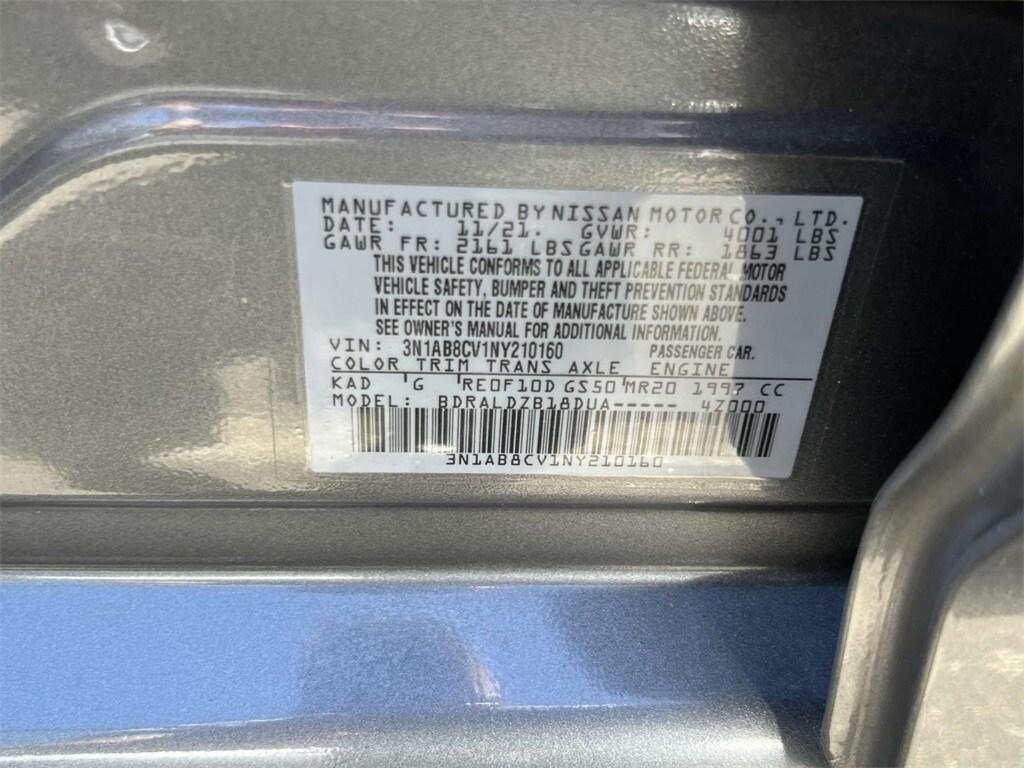 MANUFACTURED BY NISSAN MOTOR CO., LTD.
DATE: 11/21. GVWR: 4001 LBS
GAWR FR: 2161 LBS GAWR RR: 1863 LBS
THIS VEHICLE CONFORMS TO ALL APPLICABLE FEDERAL MOTOR
VEHICLE SAFETY, BUMPER AND THEFT PREVENTION STANDARDS
IN EFFECT ON THE DATE OF MANUFACTURE SHOWN ABOVE.
SEE OWNER'S MANUAL FOR ADDITIONAL INFORMATION.
VIN: 3N1AB8CV1NY210160 PASSENGER CAR.
COLOR TRIM TRANS AXLE ENGINE
KAD G RE0F10D GS50 MR20 1997 CC
MODEL: BDRALDZB18DUA----- 4Z000
3N1AB8CV1NY210160